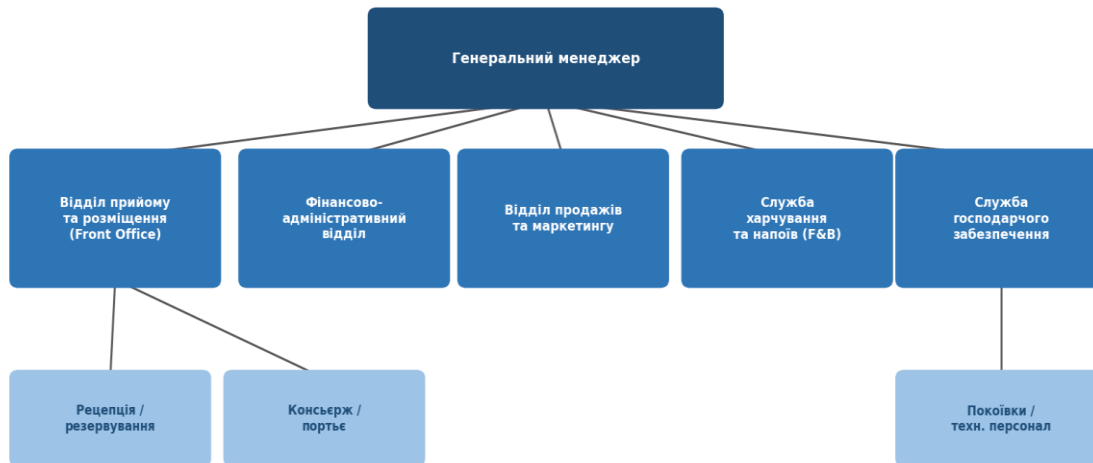 Генеральний менеджер
Відділ прийому
та розміщення
(Front Office)
Фінансово-
адміністративний
відділ
Відділ продажів
та маркетингу
Служба
харчування
та напоїв (F&B)
Служба
господарчого
забезпечення
Рецепція /
резервування
Консьєрж /
портьє
Покоївки /
техн. персонал